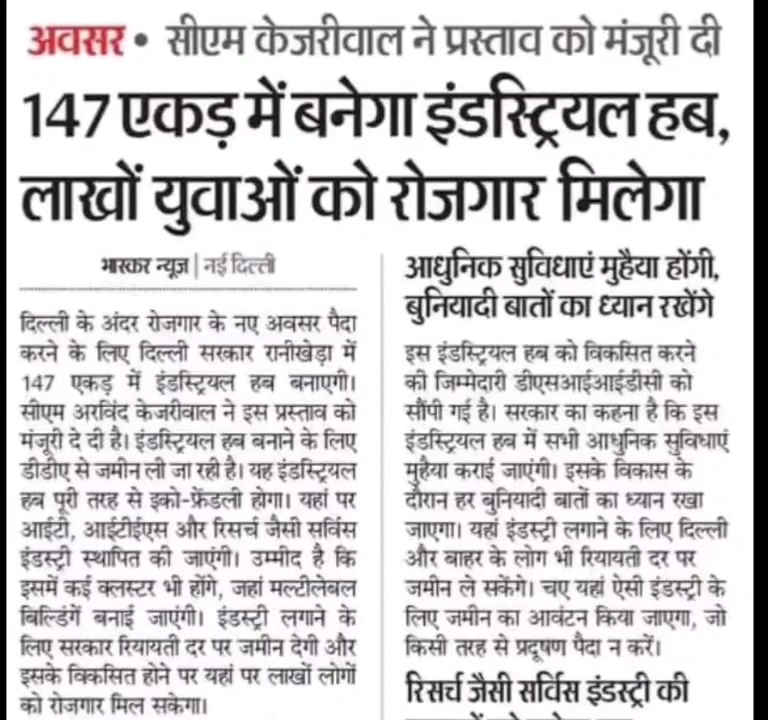 अवसर • सीएम केजरीवाल ने प्रस्ताव को मंजूरी दी
147 एकड़ में बनेगा इंडस्ट्रियल हब,
लाखों युवाओं को रोजगार मिलेगा
भास्कर न्यूज | नई दिल्ली
दिल्ली के अंदर रोजगार के नए अवसर पैदा
करने के लिए दिल्ली सरकार रानीखेड़ा में
147 एकड़ में इंडस्ट्रियल हब बनाएगी।
सीएम अरविंद केजरीवाल ने इस प्रस्ताव को
मंजूरी दे दी है। इंडस्ट्रियल हब बनाने के लिए
डीडीए से जमीन ली जा रही है। यह इंडस्ट्रियल
हब पूरी तरह से इको-फ्रेंडली होगा। यहां पर
आईटी, आईटीईएस और रिसर्च जैसी सर्विस
इंडस्ट्री स्थापित की जाएंगी। उम्मीद है कि
इसमें कई क्लस्टर भी होंगे, जहां मल्टीलेबल
बिल्डिंगें बनाई जाएंगी। इंडस्ट्री लगाने के
लिए सरकार रियायती दर पर जमीन देगी और
इसके विकसित होने पर यहां पर लाखों लोगों
को रोजगार मिल सकेगा।
आधुनिक सुविधाएं मुहैया होंगी,
बुनियादी बातों का ध्यान रखेंगे
इस इंडस्ट्रियल हब को विकसित करने
की जिम्मेदारी डीएसआईआईडीसी को
सौंपी गई है। सरकार का कहना है कि इस
इंडस्ट्रियल हब में सभी आधुनिक सुविधाएं
मुहैया कराई जाएंगी। इसके विकास के
दौरान हर बुनियादी बातों का ध्यान रखा
जाएगा। यहां इंडस्ट्री लगाने के लिए दिल्ली
और बाहर के लोग भी रियायती दर पर
जमीन ले सकेंगे। चए यहां ऐसी इंडस्ट्री के
लिए जमीन का आवंटन किया जाएगा, जो
किसी तरह से प्रदूषण पैदा न करें।
रिसर्च जैसी सर्विस इंडस्ट्री की